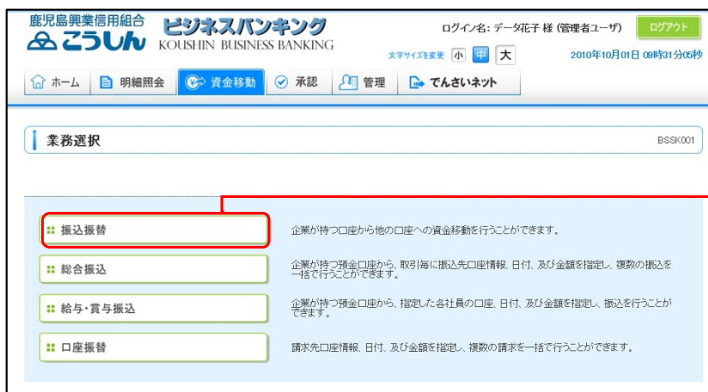 鹿児島興業信用組合
こうしん
ビジネスバンキング
KOUSHIN BUSINESS BANKING
ログイン名: データ花子 様 (管理者ユーザ)
ログアウト
文字サイズを変更 小 中 大
2010年10月01日 09時31分05秒
ホーム 明細照会 資金移動 承認 管理 でんさいネット
業務選択
BSSK001
振込振替
企業が持つ口座から他の口座への資金移動を行うことができます。
総合振込
企業が持つ預金口座から、取引毎に振込先口座情報、日付、及び金額を指定し、複数の振込を
一括で行うことができます。
給与・賞与振込
企業が持つ預金口座から、指定した各社員の口座、日付、及び金額を指定し、振込を行うことが
できます。
口座振替
請求先口座情報、日付、及び金額を指定し、複数の請求を一括で行うことができます。